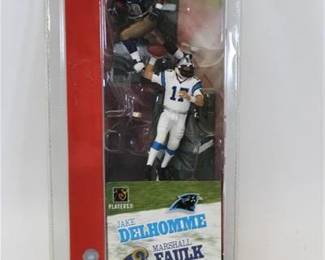 17
PLAYERS
JAKE
DELHOMME
MARSHALL
FAULK